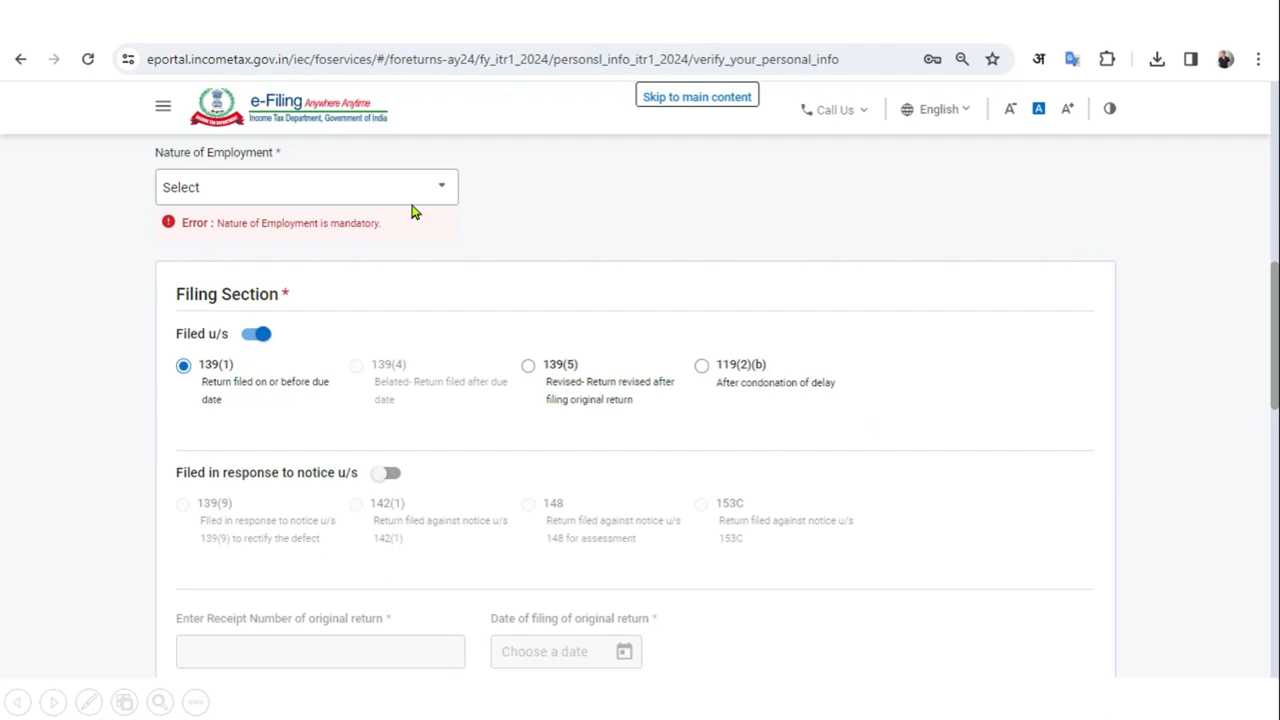 eportal.incometax.gov.in/iec/foservices/#/foreturns-ay24/fy_itr1_2024/personsl_info_itr1_2024/verify_your_personal_info
अ
e-Filing Anywhere Anytime
Income Tax Department, Government of India
Skip to main content
Call Us
English
A-
A
A+
Nature of Employment *
Select
Error : Nature of Employment is mandatory.
Filing Section *
Filed u/s
139(1)
Return filed on or before due
date
139(4)
Belated- Return filed after due
date
139(5)
Revised- Return revised after
filing original return
119(2)(b)
After condonation of delay
Filed in response to notice u/s
139(9)
Filed in response to notice u/s
139(9) to rectify the defect
142(1)
Return filed against notice u/s
142(1)
148
Return filed against notice u/s
148 for assessment
153C
Return filed against notice u/s
153C
Enter Receipt Number of original return *
Date of filing of original return *
Choose a date